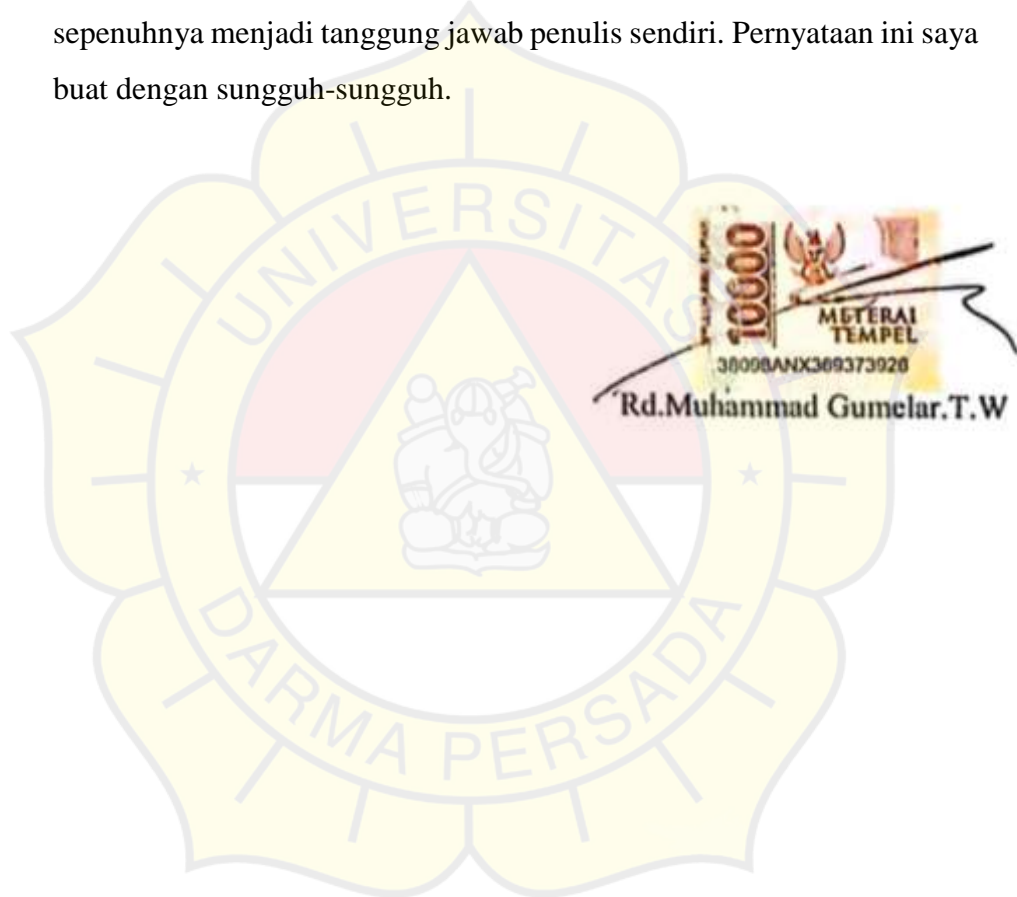 sepenuhnya menjadi tanggung jawab penulis sendiri. Pernyataan ini saya
buat dengan sungguh-sungguh.
UNIVERSITAS
10000
METERAI
TEMPEL
38098ANX369373928
Rd.Muhammad Gumelar.T.W
DARMA PERSADA